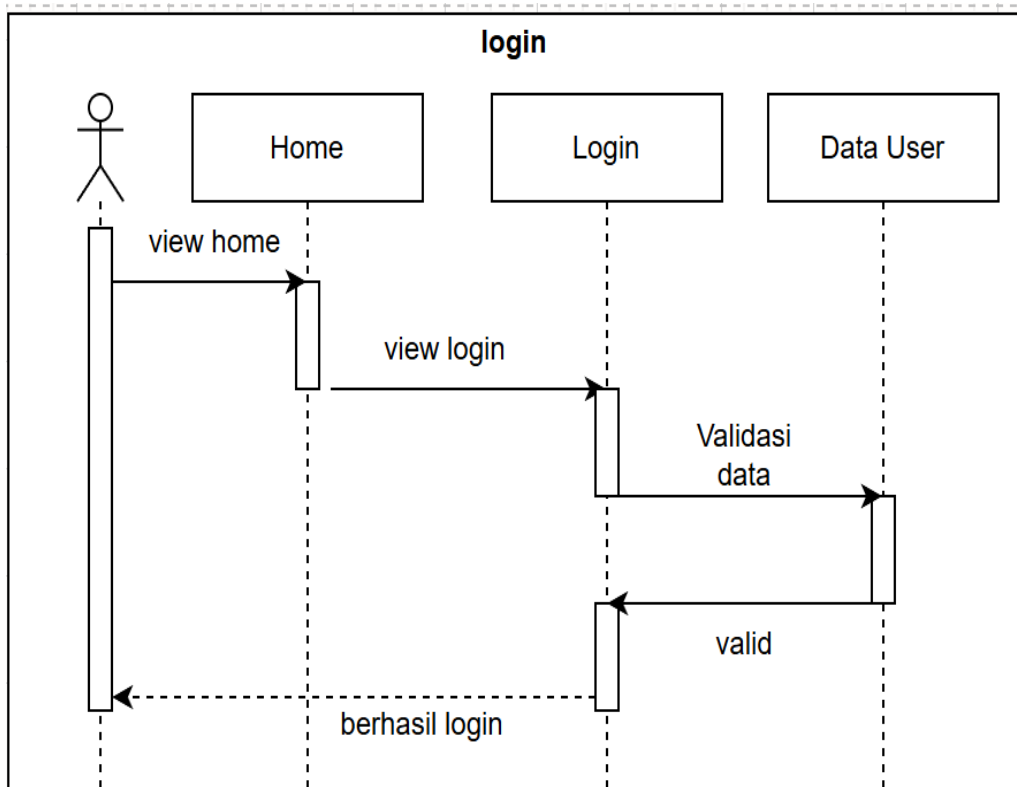 login
Home
Login
Data User
view home
view login
Validasi
data
valid
berhasil login